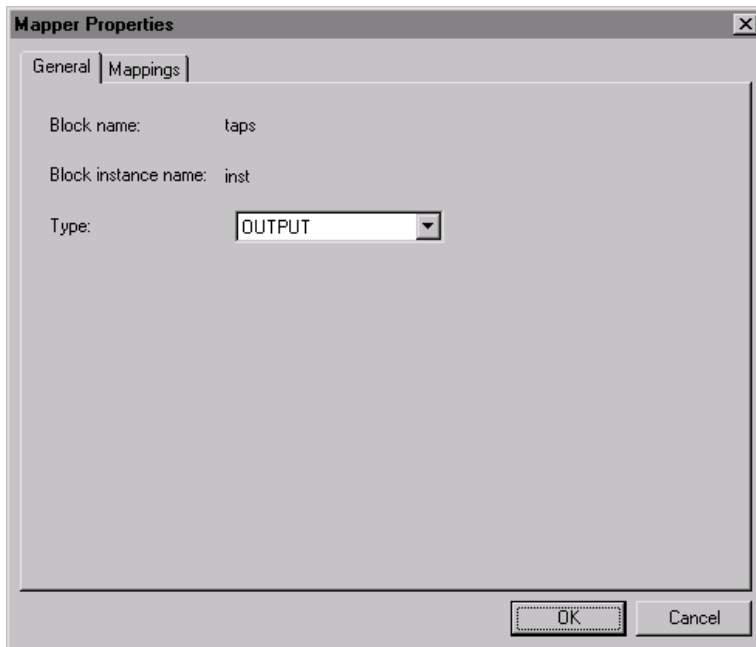 Mapper Properties
General Mappings
Block name: taps
Block instance name: inst
Type: OUTPUT
OK Cancel